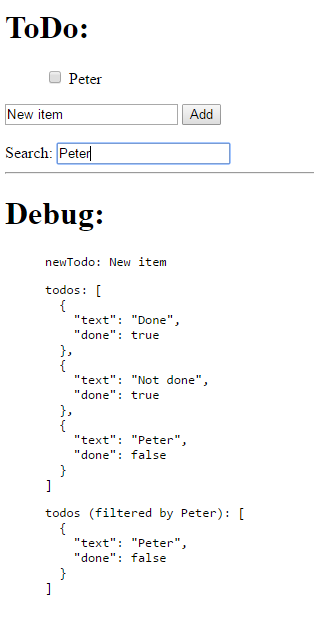 ToDo:
Peter
New item Add
Search: Peter
Debug:
newTodo: New item
todos: [
  {
    "text": "Done",
    "done": true
  },
  {
    "text": "Not done",
    "done": true
  },
  {
    "text": "Peter",
    "done": false
  }
]
todos (filtered by Peter): [
  {
    "text": "Peter",
    "done": false
  }
]